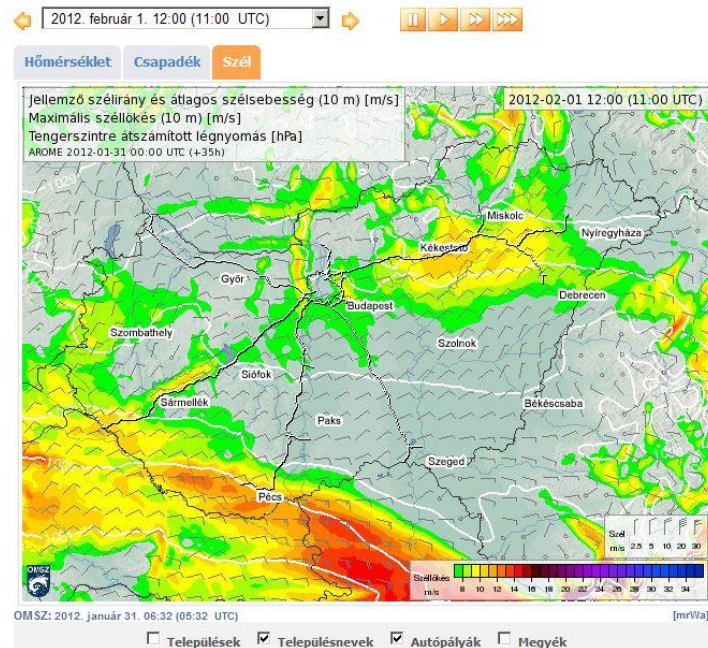 2012. február 1. 12:00 (11:00 UTC)
Hőmérséklet Csapadék Szél
Jellemző szélirány és átlagos szélsebesség (10 m) [m/s]
Maximális széllökés (10 m) [m/s]
Tengerszintre átszámított légnyomás [hPa]
AROME 2012-01-31 00:00 UTC (+35h)
2012-02-01 12:00 (11:00 UTC)
Miskolc
Nyíregyháza
Kékestető
Győr
Budapest
Debrecen
Szombathely
Szolnok
Siófok
Sármellék
Békéscsaba
Paks
Szeged
Pécs
Szél
m/s 2.5 5 10 20 30
Széllökés
m/s 8 10 12 14 16 18 20 22 24 26 28 30 32 34
OMSZ
OMSZ: 2012. január 31. 06:32 (05:32 UTC) [mrWa]
Települések Településnevek Autópályák Megyék